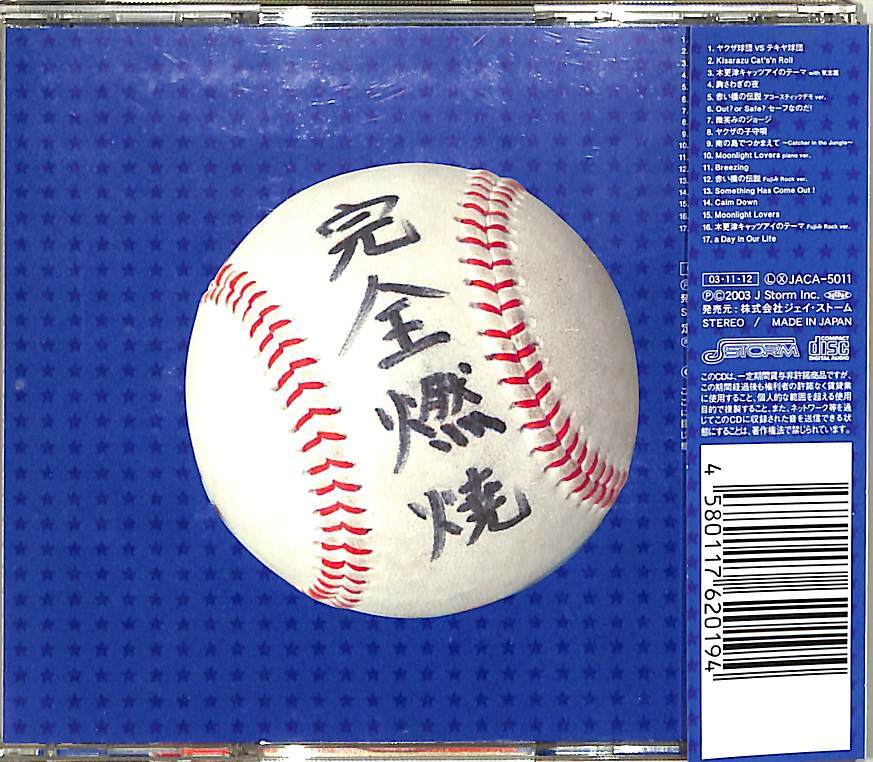 完
全
燃
焼
1. ヤクザ球団 VS テキヤ球団
2. Kisarazu Cat's'n Roll
3. 木更津キャッツアイのテーマ with 氣志團
4. 胸さわぎの夜
5. 赤い橋の伝説 アコースティックデモ ver.
6. Out? or Safe? セーフなのだ!
7. 微笑みのジョージ
8. ヤクザの子守唄
9. 南の島でつかまえて 〜Catcher in the Jungle〜
10. Moonlight Lovers piano ver.
11. Breezing
12. 赤い橋の伝説 Fujiみ Rock ver.
13. Something Has Come Out !
14. Calm Down
15. Moonlight Lovers
16. 木更津キャッツアイのテーマ Fujiみ Rock ver.
17. a Day In Our Life
03·11·12 ⓁⓍJACA-5011
ⓅⒸ2003 J Storm Inc.
発売元：株式会社ジェイ・ストーム
STEREO / MADE IN JAPAN
J STORM COMPACT disc DIGITAL AUDIO
このCDは、一定期間貸与非許諾商品ですが、
この期間経過後も権利者の許諾なく賃貸業
に使用すること、個人的な範囲を超える使用
目的で複製すること、また、ネットワーク等を通
じてこのCDに収録された音を送信できる状
態にすることは、著作権法で禁じられています。
4 580117 620194